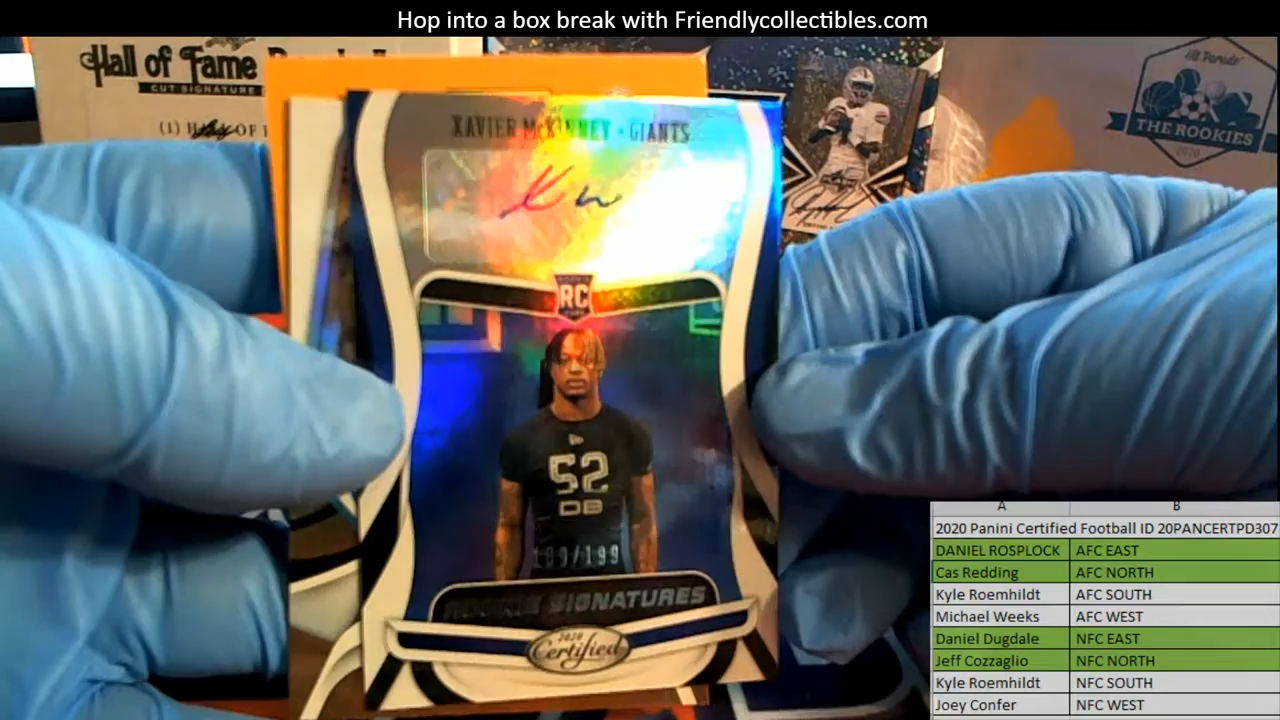 Hop into a box break with Friendlycollectibles.com
Hall of Fame
CUT SIGNATURE
Hit Parade
THE ROOKIES
2020
XAVIER McKINNEY • GIANTS
RC
52
DB
189/199
ROOKIE SIGNATURES
2020
Certified
A B
2020 Panini Certified Football ID 20PANCERTPD307
DANIEL ROSPLOCK AFC EAST
Cas Redding AFC NORTH
Kyle Roemhildt AFC SOUTH
Michael Weeks AFC WEST
Daniel Dugdale NFC EAST
Jeff Cozzaglio NFC NORTH
Kyle Roemhildt NFC SOUTH
Joey Confer NFC WEST